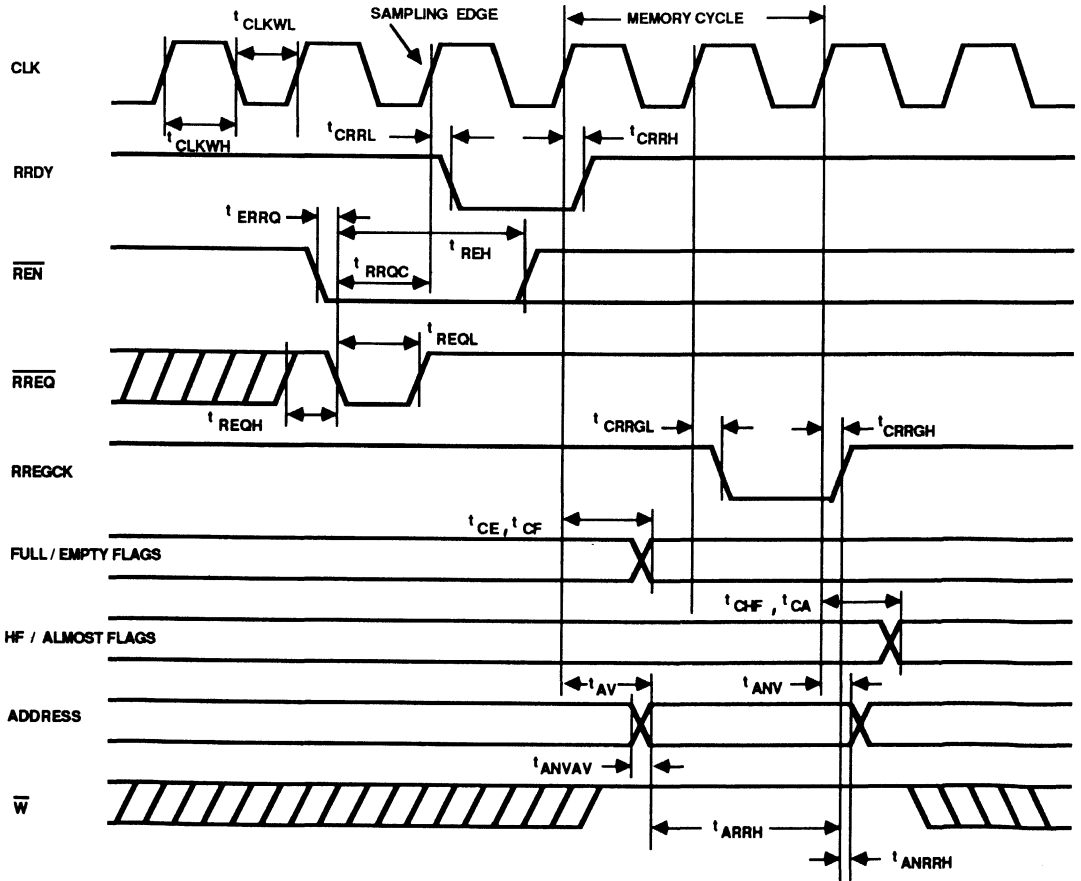 SAMPLING EDGE
MEMORY CYCLE
t CLKWL
CLK
t CLKWH
t CRRL
t CRRH
RRDY
t ERRQ
t REH
t RRQC
REN
t REQL
RREQ
t REQH
t CRRGL
t CRRGH
RREGCK
t CE , t CF
FULL / EMPTY FLAGS
t CHF , t CA
HF / ALMOST FLAGS
t AV
t ANV
ADDRESS
t ANVAV
W
t ARRH
t ANRRH